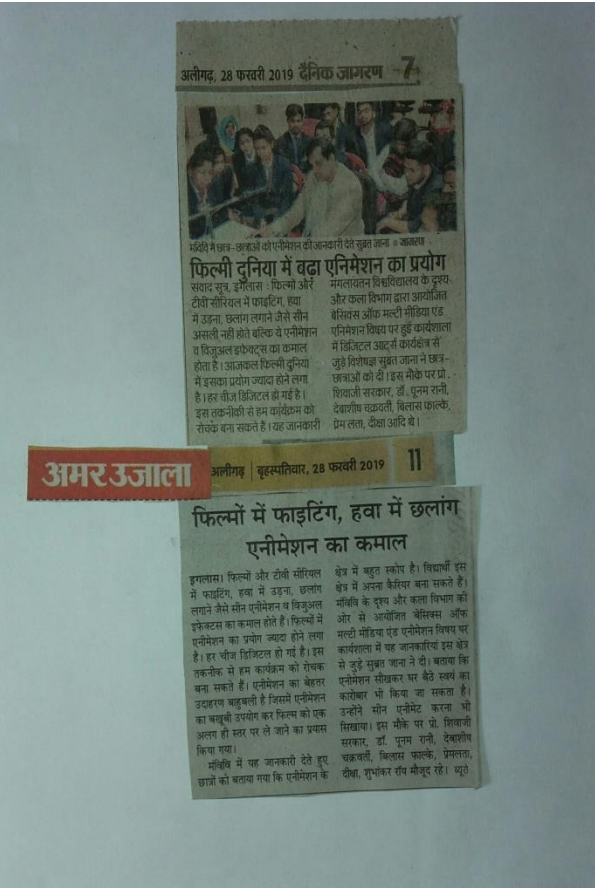 अलीगढ़, 28 फरवरी 2019 दैनिक जागरण 7
मंविवि में छात्र-छात्राओं को एनीमेशन की जानकारी देते सुब्रत जाना • जागरण
फिल्मी दुनिया में बढ़ा एनिमेशन का प्रयोग
संवाद सूत्र, इगलास : फिल्मों और
टीवी सीरियल में फाइटिंग, हवा
में उड़ना, छलांग लगाने जैसे सीन
असली नहीं होते बल्कि ये एनीमेशन
व विजुअल इफेक्ट्स का कमाल
होता है। आजकल फिल्मी दुनिया
में इसका प्रयोग ज्यादा होने लगा
है। हर चीज डिजिटल हो गई है।
इस तकनीकी से हम कार्यक्रम को
रोचक बना सकते हैं। यह जानकारी
मंगलायतन विश्वविद्यालय के दृश्य
और कला विभाग द्वारा आयोजित
बेसिक्स ऑफ मल्टी मीडिया एंड
एनिमेशन विषय पर हुई कार्यशाला
में डिजिटल आर्ट्स कार्यक्षेत्र से
जुड़े विशेषज्ञ सुब्रत जाना ने छात्र-
छात्राओं को दी। इस मौके पर प्रो.
शिवाजी सरकार, डॉ. पूनम रानी,
देबाशीष चक्रवर्ती, बिलास फाल्के,
प्रेम लता, दीक्षा आदि थे।
अमर उजाला अलीगढ़ | बृहस्पतिवार, 28 फरवरी 2019 11
फिल्मों में फाइटिंग, हवा में छलांग
एनीमेशन का कमाल
इगलास। फिल्मों और टीवी सीरियल
में फाइटिंग, हवा में उड़ना, छलांग
लगाने जैसे सीन एनीमेशन व विजुअल
इफेक्टस का कमाल होते हैं। फिल्मों में
एनीमेशन का प्रयोग ज्यादा होने लगा
है। हर चीज डिजिटल हो गई है। इस
तकनीक से हम कार्यक्रम को रोचक
बना सकते हैं। एनीमेशन का बेहतर
उदाहरण बाहुबली है जिसमें एनीमेशन
का बखूबी उपयोग कर फिल्म को एक
अलग ही स्तर पर ले जाने का प्रयास
किया गया।
मंविवि में यह जानकारी देते हुए
छात्रों को बताया गया कि एनीमेशन के
क्षेत्र में बहुत स्कोप है। विद्यार्थी इस
क्षेत्र में अपना कैरियर बना सकते हैं।
मंविवि के दृश्य और कला विभाग की
ओर से आयोजित बेसिक्स ऑफ
मल्टी मीडिया एंड एनीमेशन विषय पर
कार्यशाला में यह जानकारियां इस क्षेत्र
से जुड़े सुब्रत जाना ने दी। बताया कि
एनीमेशन सीखकर घर बैठे स्वयं का
कारोबार भी किया जा सकता है।
उन्होंने सीन एनीमेट करना भी
सिखाया। इस मौके पर प्रो. शिवाजी
सरकार, डॉ. पूनम रानी, देबाशीष
चक्रवर्ती, बिलास फाल्के, प्रेमलता,
दीक्षा, शुभांकर रॉय मौजूद रहे। ब्यूरो